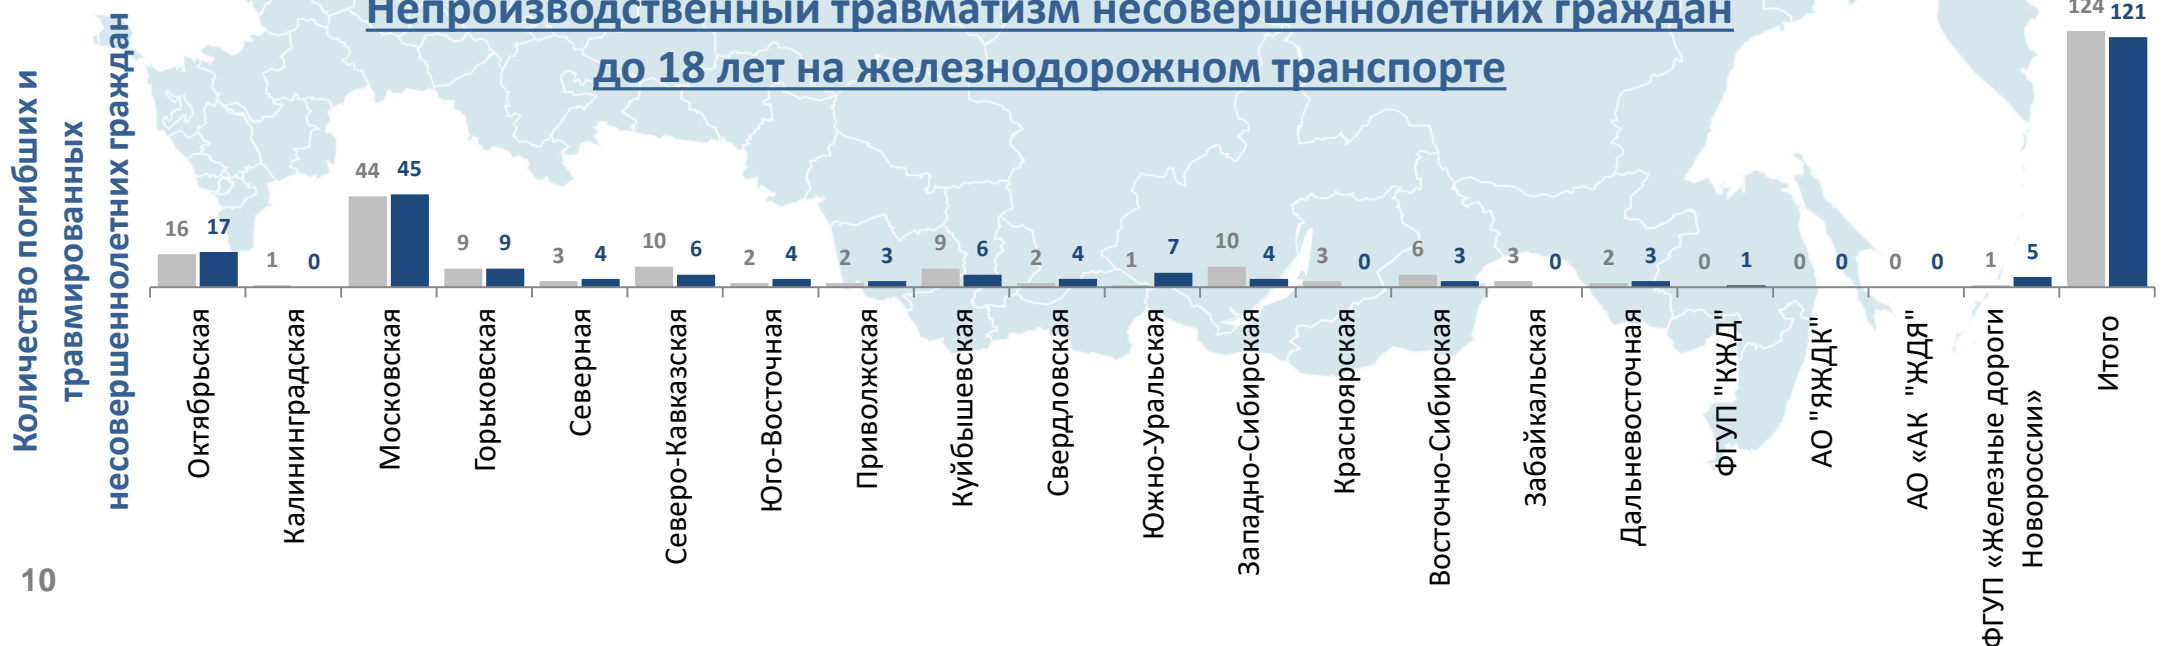 Непроизводственный травматизм несовершеннолетних граждан
до 18 лет на железнодорожном транспорте
Количество погибших и
травмированных
несовершеннолетних граждан
16 17
1 0
44 45
9 9
3 4
10 6
2 4
2 3
9 6
2 4
1 7
10 4
3 0
6 3
3 0
2 3
0 1
0 0
0 0
1 5
124 121
Октябрьская
Калининградская
Московская
Горьковская
Северная
Северо-Кавказская
Юго-Восточная
Приволжская
Куйбышевская
Свердловская
Южно-Уральская
Западно-Сибирская
Красноярская
Восточно-Сибирская
Забайкальская
Дальневосточная
ФГУП "КЖД"
АО "ЯЖДК"
АО «АК "ЖДЯ"
ФГУП «Железные дороги
Новороссии»
Итого
10